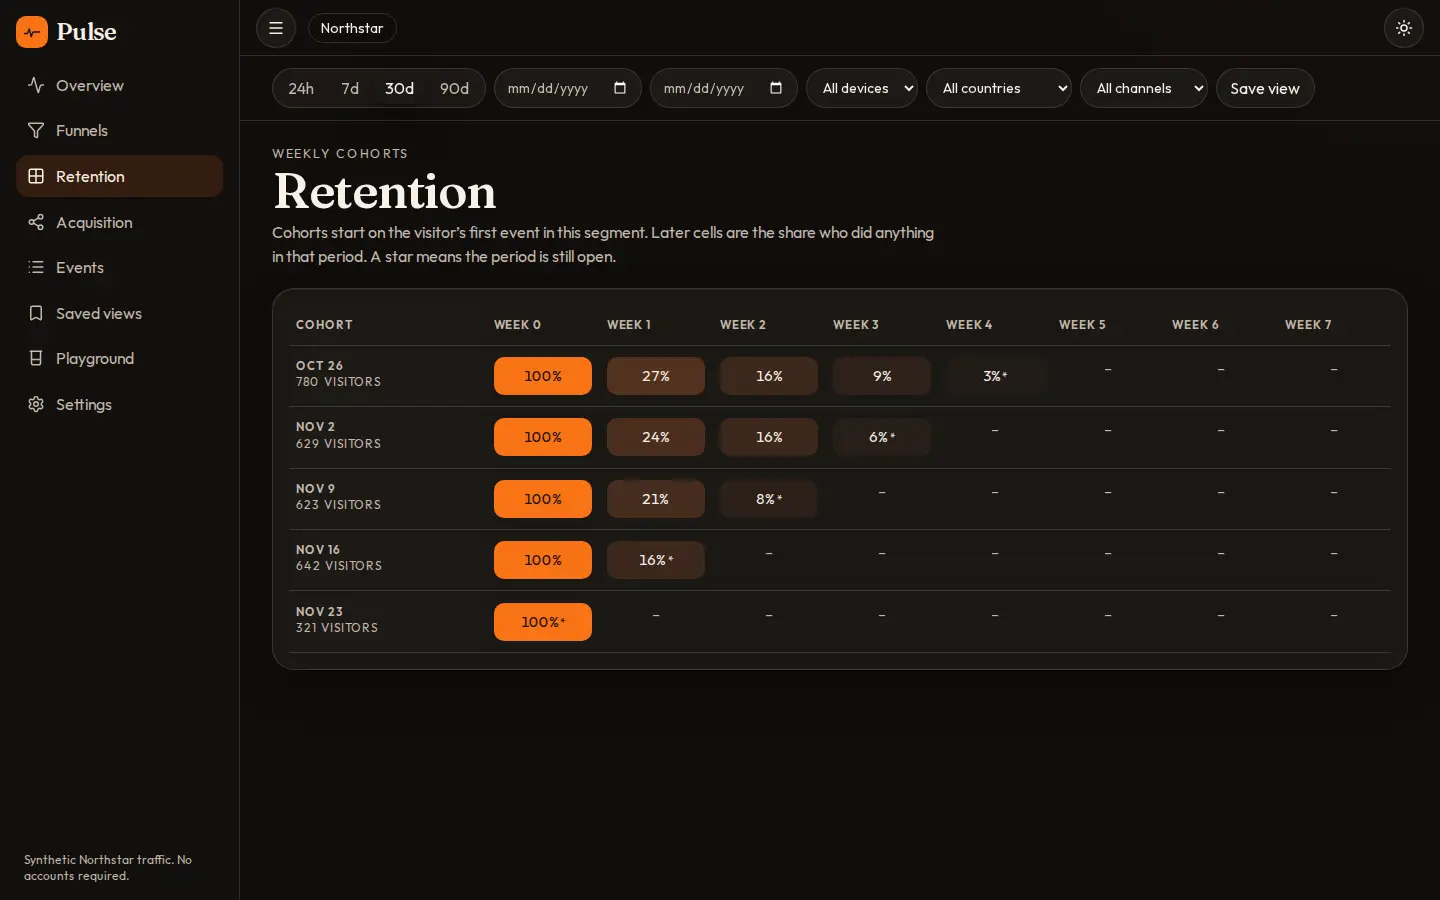 Pulse
Northstar
Overview
Funnels
Retention
Acquisition
Events
Saved views
Playground
Settings
Synthetic Northstar traffic. No
accounts required.
24h 7d 30d 90d mm/dd/yyyy mm/dd/yyyy All devices All countries All channels Save view
WEEKLY COHORTS
Retention
Cohorts start on the visitor’s first event in this segment. Later cells are the share who did anything
in that period. A star means the period is still open.
COHORT WEEK 0 WEEK 1 WEEK 2 WEEK 3 WEEK 4 WEEK 5 WEEK 6 WEEK 7
OCT 26
780 VISITORS
100% 27% 16% 9% 3%* – – –
NOV 2
629 VISITORS
100% 24% 16% 6%* – – – –
NOV 9
623 VISITORS
100% 21% 8%* – – – – –
NOV 16
642 VISITORS
100% 16%* – – – – – –
NOV 23
321 VISITORS
100%* – – – – – – –